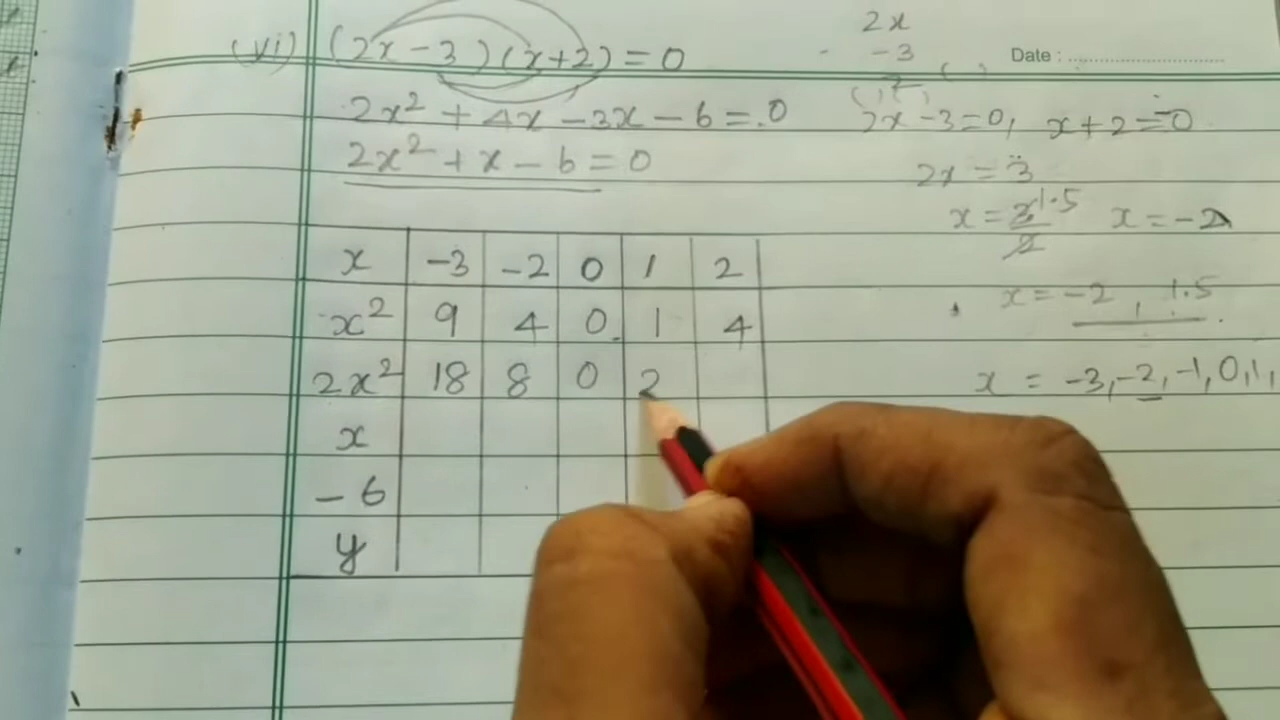 (vi) (2x - 3) (x+2) = 0
2x² + 4x - 3x - 6 = 0
2x² + x - 6 = 0
x -3 -2 0 1 2
x² 9 4 0 1 4
2x² 18 8 0 2
x
- 6
y
2x
-3
Date :
2x - 3 = 0, x + 2 = 0
2x = 3
x = 3/2 1.5 x = -2
x = -2, 1.5
x = -3, -2, -1, 0, 1,